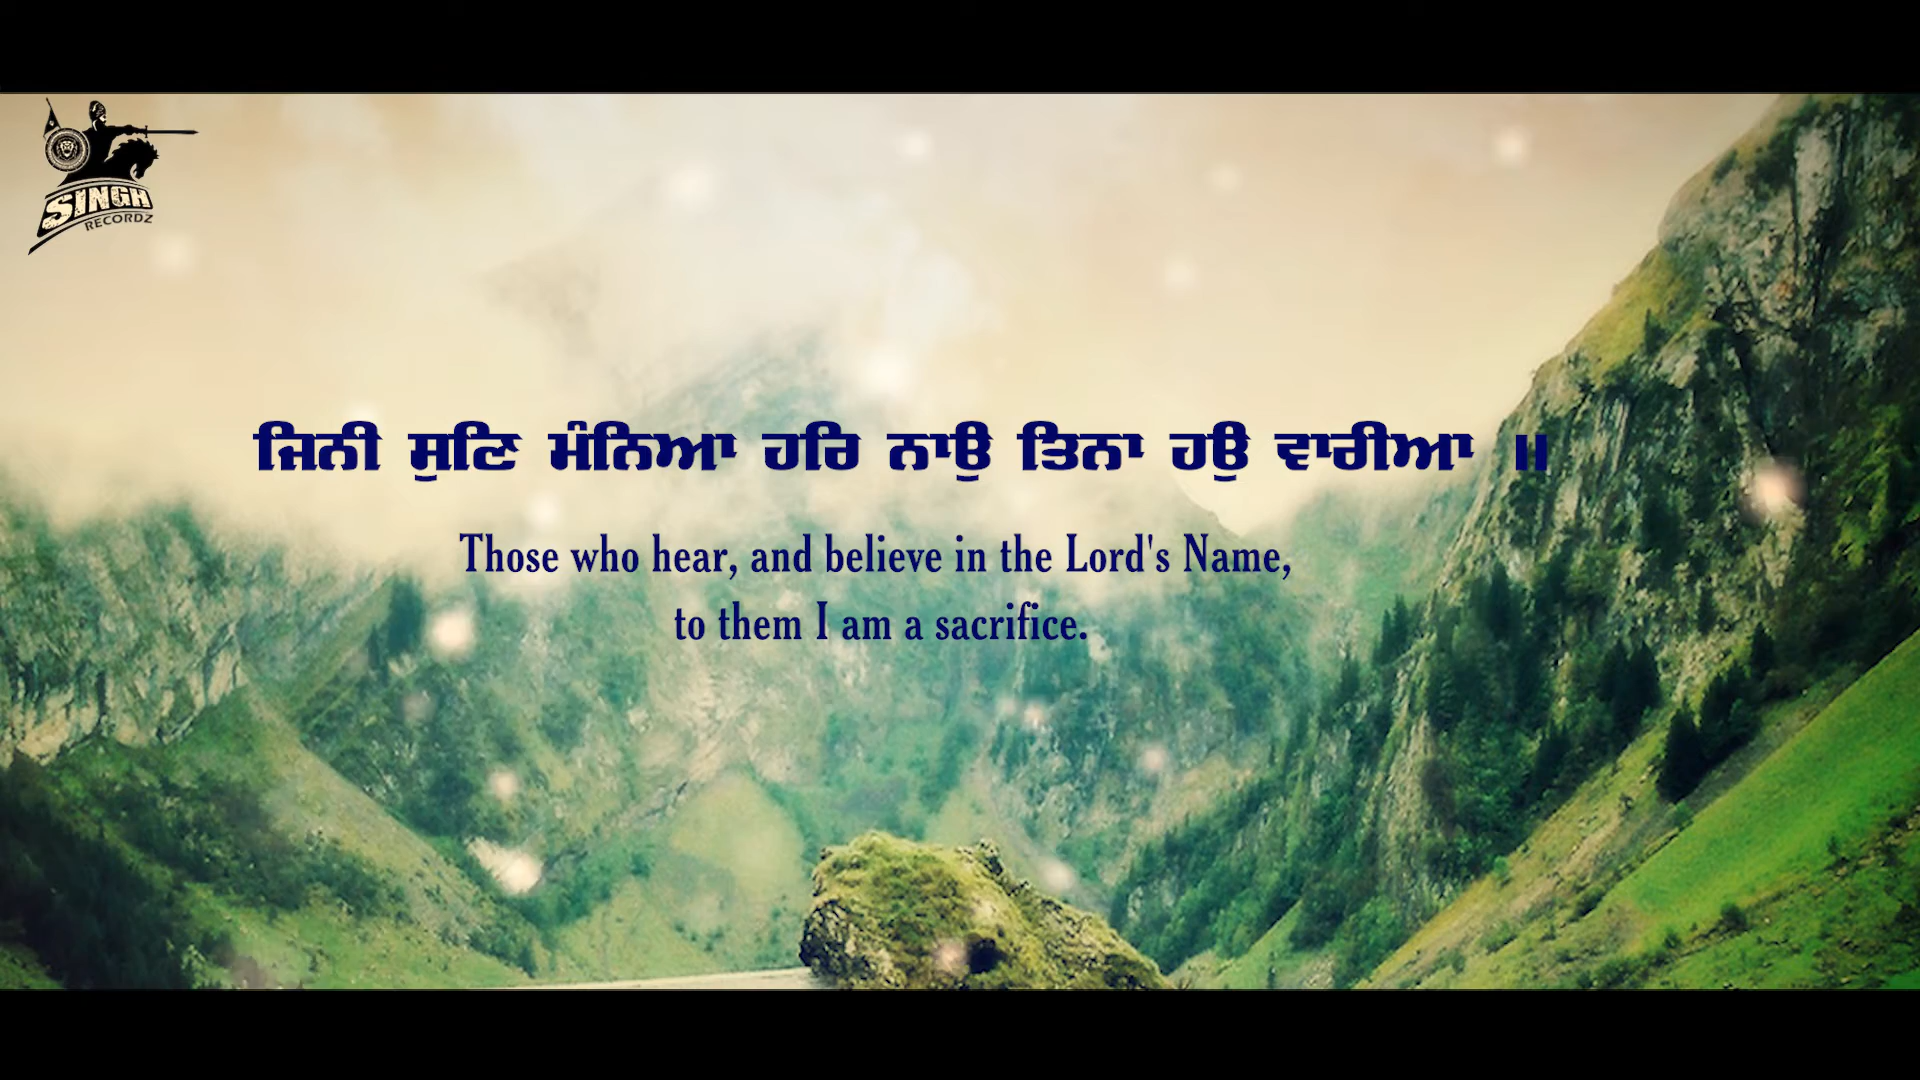 SINGH
RECORDZ
ਜਿਨੀ ਸੁਣਿ ਮੰਨਿਆ ਹਰਿ ਨਾਉ ਤਿਨਾ ਹਉ ਵਾਰੀਆ ॥
Those who hear, and believe in the Lord's Name,
to them I am a sacrifice.